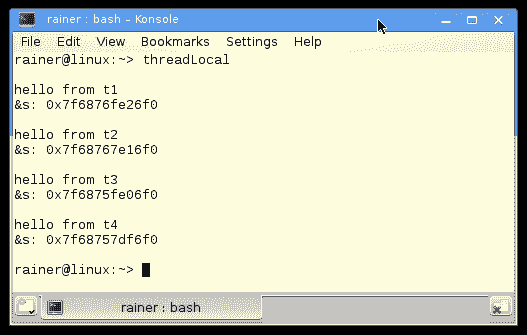 rainer : bash – Konsole
File Edit View Bookmarks Settings Help
rainer@linux:~> threadLocal
hello from t1
&s: 0x7f6876fe26f0
hello from t2
&s: 0x7f68767e16f0
hello from t3
&s: 0x7f6875fe06f0
hello from t4
&s: 0x7f68757df6f0
rainer@linux:~>
rainer : bash